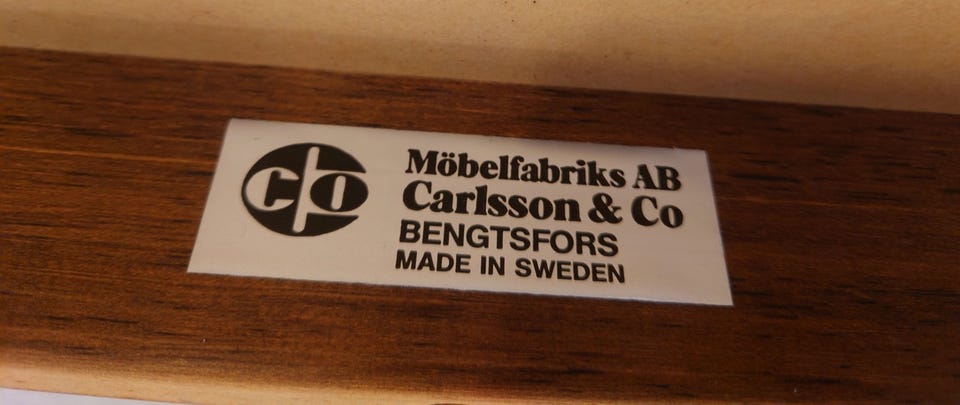 C/O
Möbelfabriks AB
Carlsson & Co
BENGTSFORS
MADE IN SWEDEN